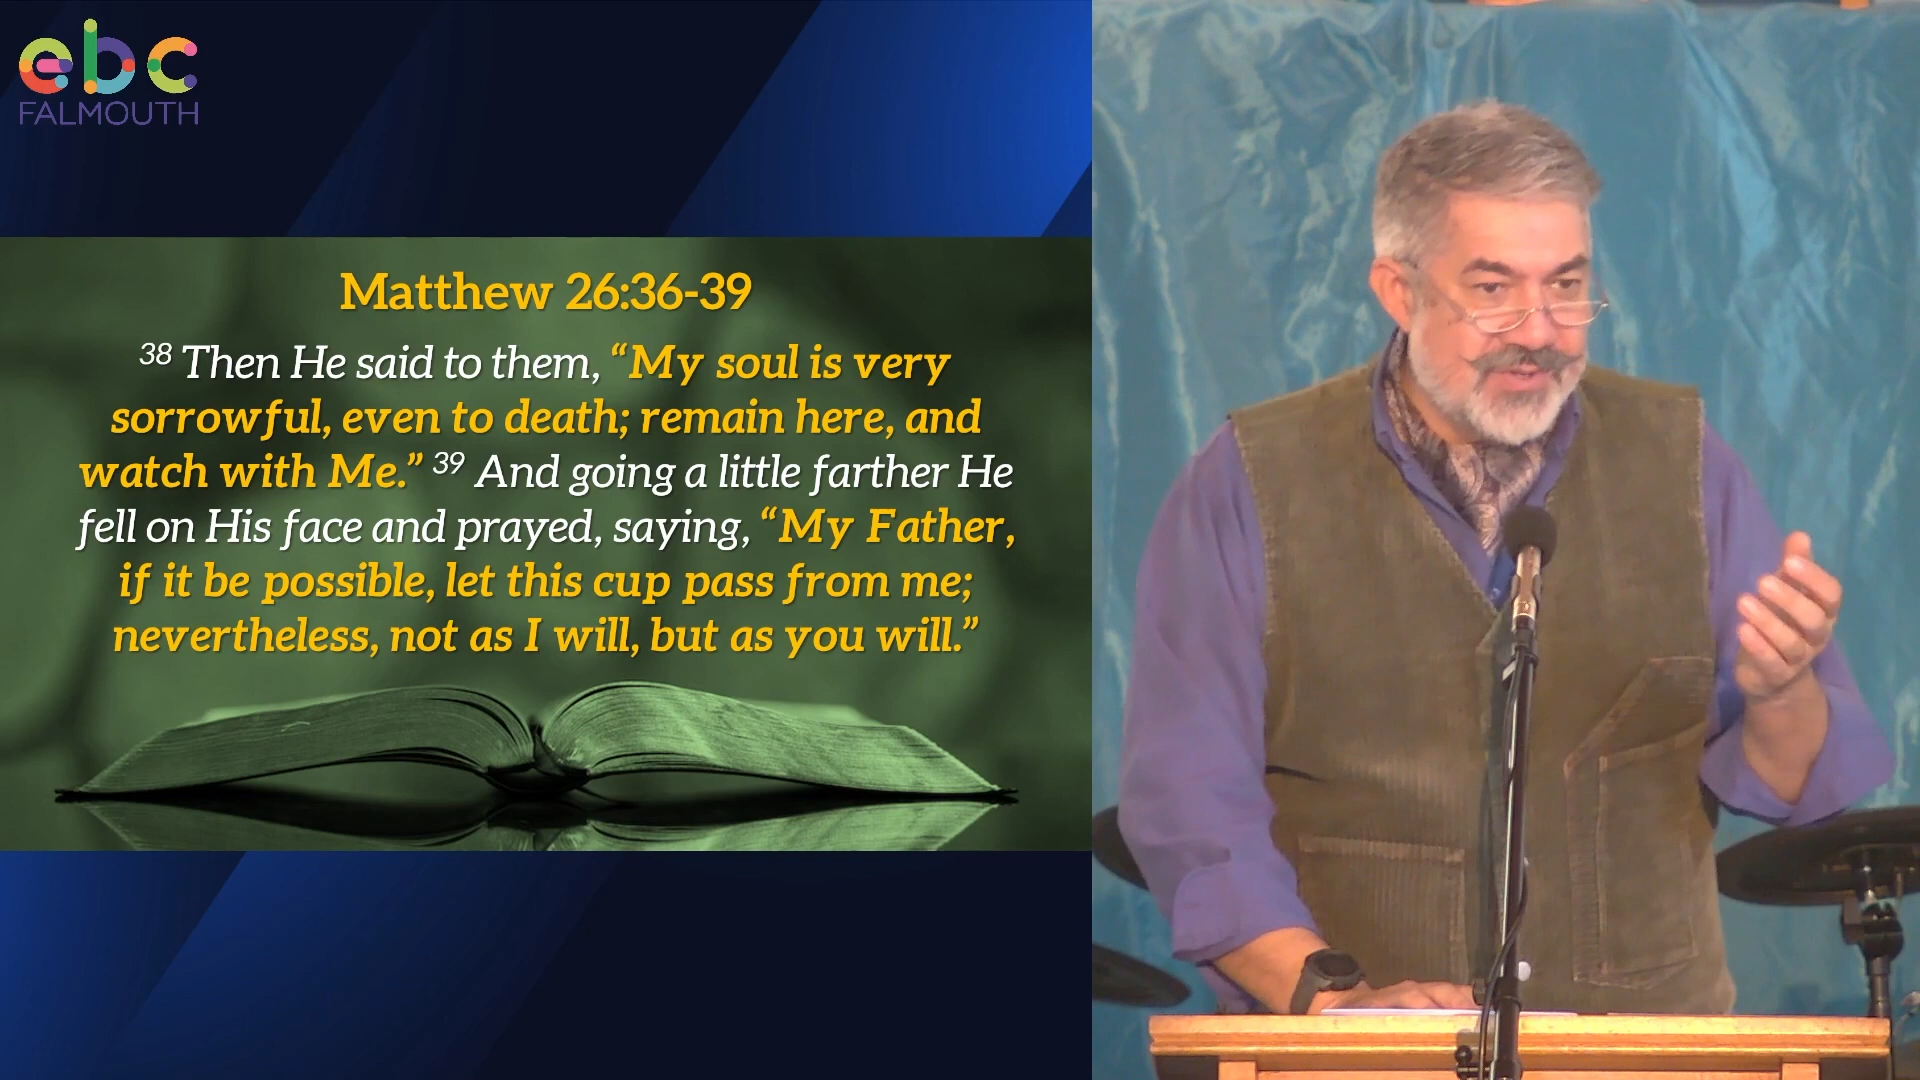 ebc
FALMOUTH
Matthew 26:36-39
38 Then He said to them, “My soul is very
sorrowful, even to death; remain here, and
watch with Me.” 39 And going a little farther He
fell on His face and prayed, saying, “My Father,
if it be possible, let this cup pass from me;
nevertheless, not as I will, but as you will.”